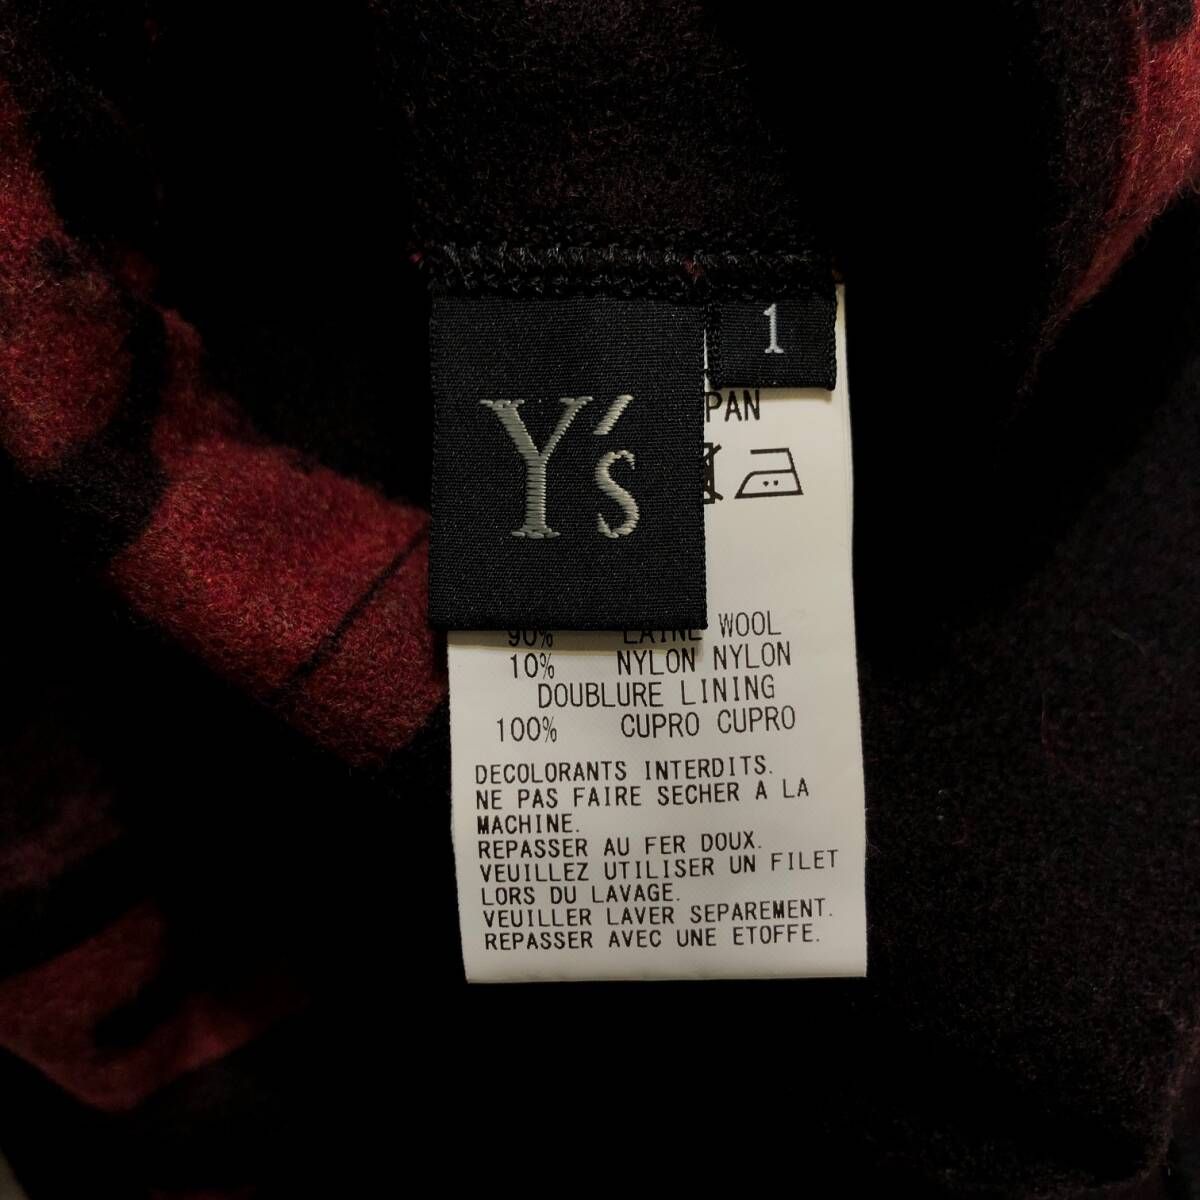 Y's
1
PAN
90% LAINE WOOL
10% NYLON NYLON
DOUBLURE LINING
100% CUPRO CUPRO
DECOLORANTS INTERDITS.
NE PAS FAIRE SECHER A LA
MACHINE.
REPASSER AU FER DOUX.
VEUILLEZ UTILISER UN FILET
LORS DU LAVAGE.
VEUILLER LAVER SEPAREMENT.
REPASSER AVEC UNE ETOFFE.